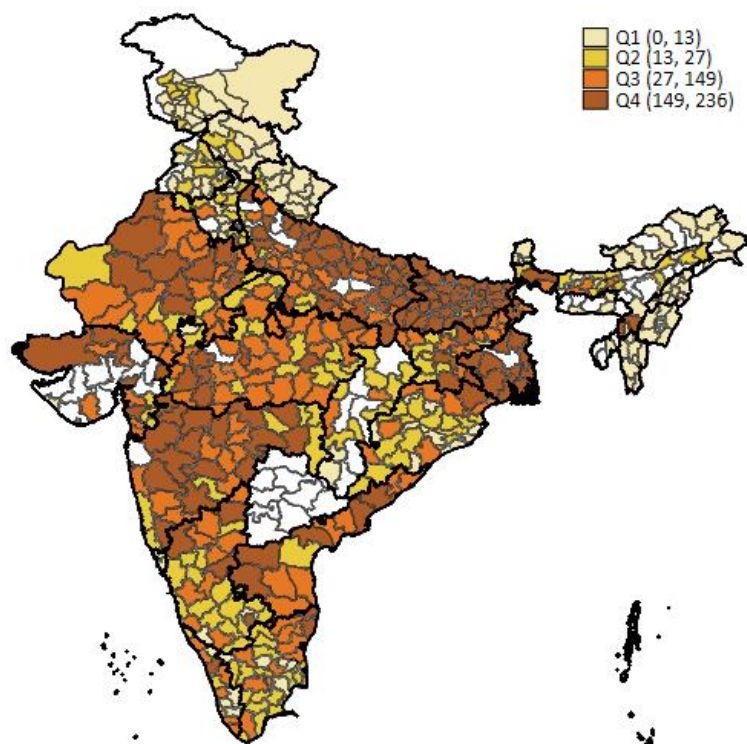 Q1 (0, 13)
Q2 (13, 27)
Q3 (27, 149)
Q4 (149, 236)